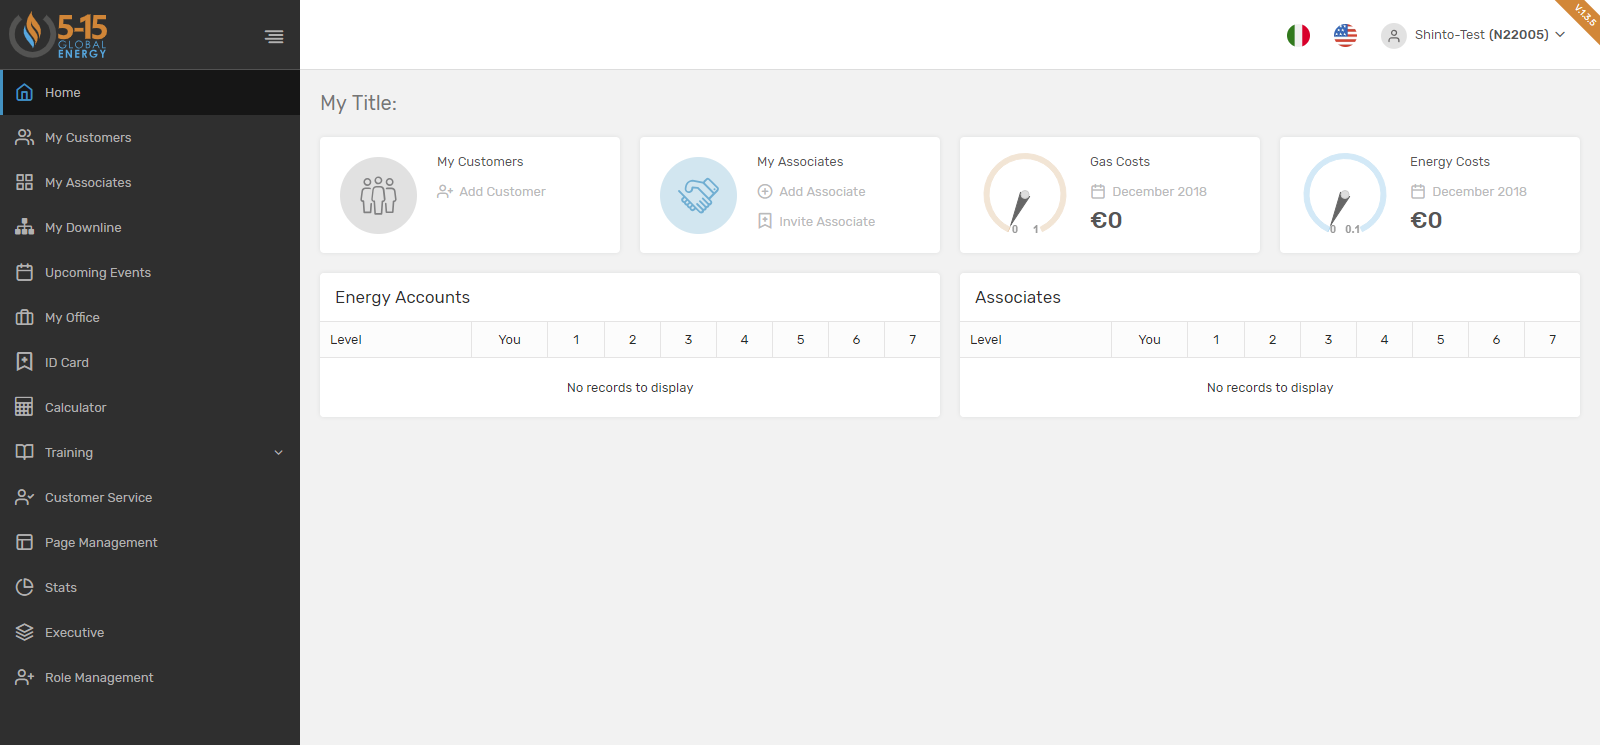 5-15
GLOBAL
ENERGY
Shinto-Test (N22005)
v.1.3.5
Home
My Customers
My Associates
My Downline
Upcoming Events
My Office
ID Card
Calculator
Training
Customer Service
Page Management
Stats
Executive
Role Management
My Title:
My Customers
Add Customer
My Associates
Add Associate
Invite Associate
0 1
Gas Costs
December 2018
€0
0 0.1
Energy Costs
December 2018
€0
Energy Accounts
Level You 1 2 3 4 5 6 7
No records to display
Associates
Level You 1 2 3 4 5 6 7
No records to display